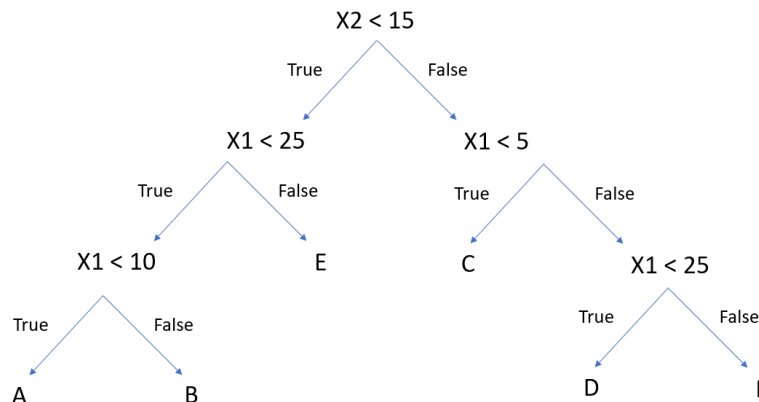 X2 < 15
True
False
X1 < 25
X1 < 5
True
False
True
False
X1 < 10
E
C
X1 < 25
True
False
True
False
A
B
D